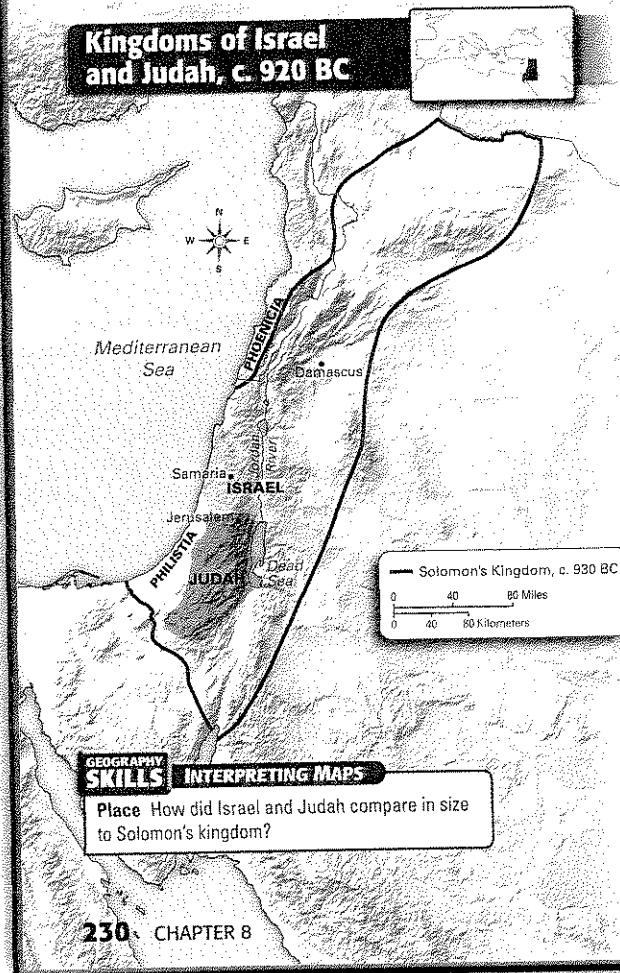 Kingdoms of Israel
and Judah, c. 920 BC
N
W E
S
PHOENICIA
Mediterranean
Sea
Damascus
Jordan
River
Samaria
ISRAEL
Jerusalem
PHILISTIA
JUDAH
Dead
Sea
Solomon's Kingdom, c. 930 BC
0 40 80 Miles
0 40 80 Kilometers
GEOGRAPHY
SKILLS INTERPRETING MAPS
Place How did Israel and Judah compare in size
to Solomon's kingdom?
230 CHAPTER 8